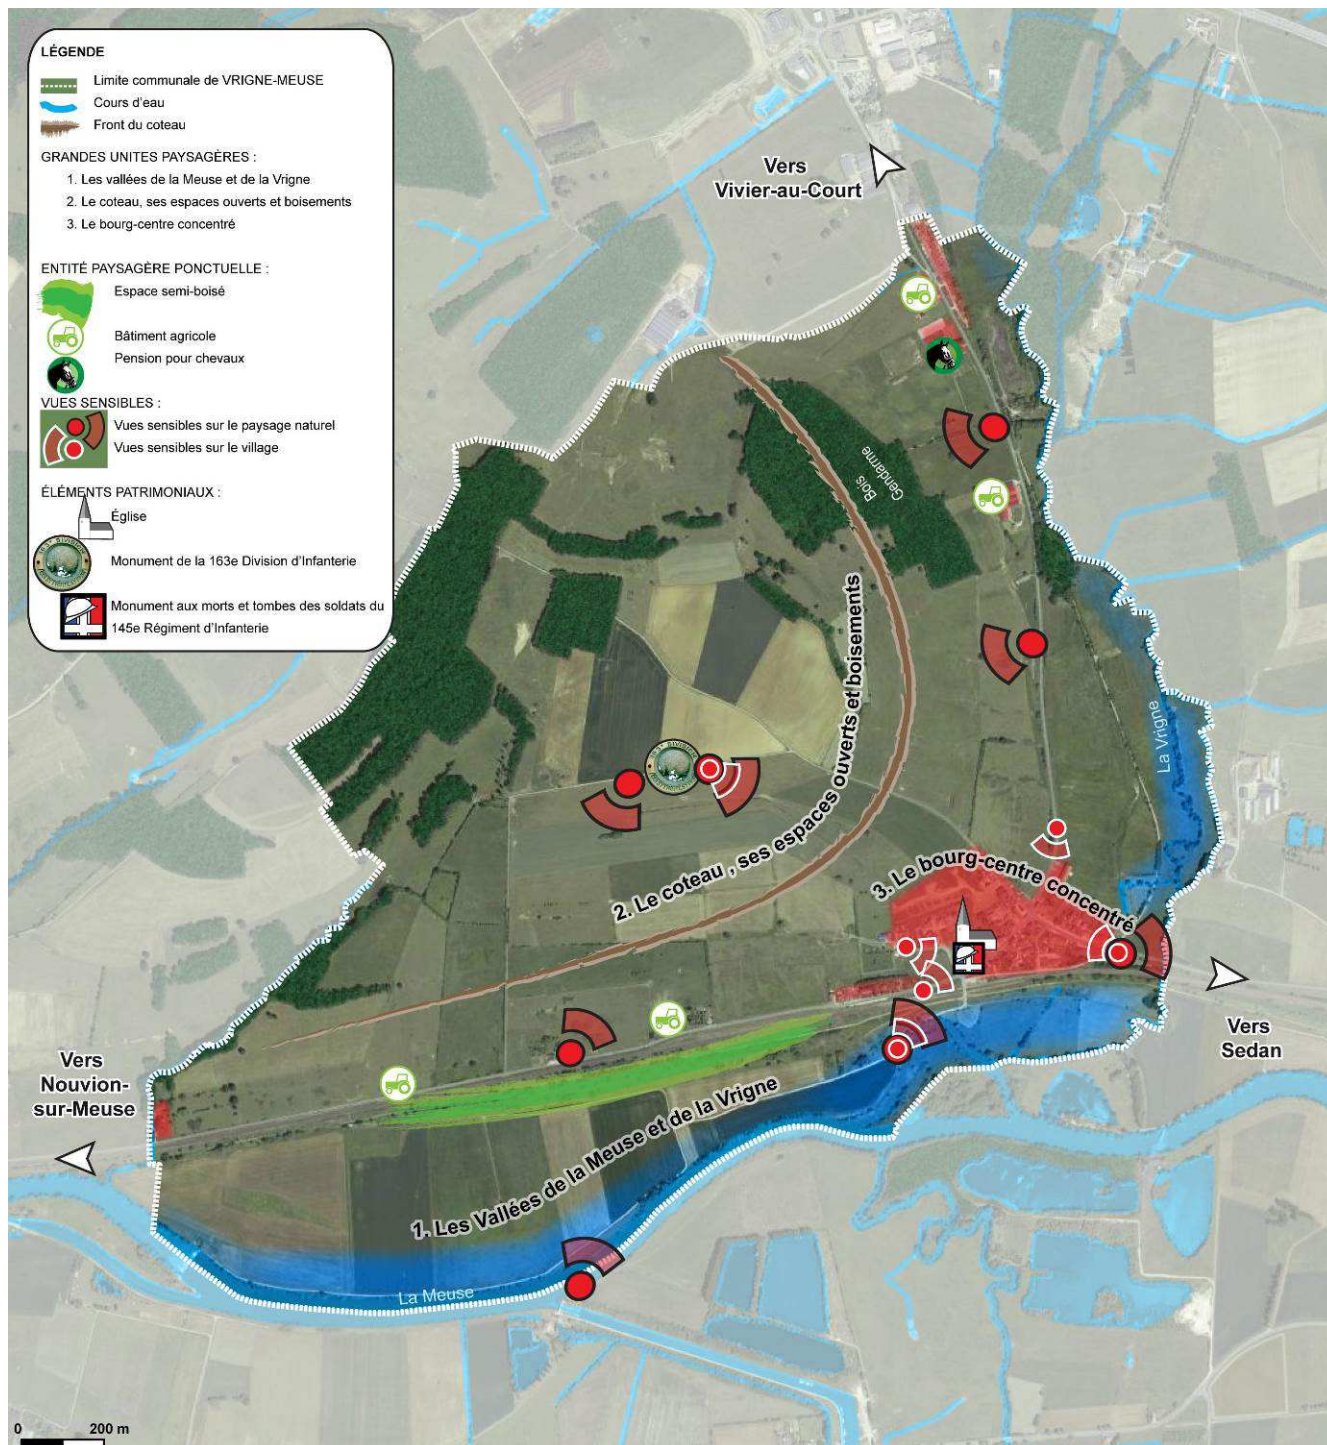 LÉGENDE
Limite communale de VRIGNE-MEUSE
Cours d'eau
Front du coteau
GRANDES UNITES PAYSAGÈRES :
1. Les vallées de la Meuse et de la Vrigne
2. Le coteau, ses espaces ouverts et boisements
3. Le bourg-centre concentré
ENTITÉ PAYSAGÈRE PONCTUELLE :
Espace semi-boisé
Bâtiment agricole
Pension pour chevaux
VUES SENSIBLES :
Vues sensibles sur le paysage naturel
Vues sensibles sur le village
ÉLÉMENTS PATRIMONIAUX :
Église
Monument de la 163e Division d'Infanterie
Monument aux morts et tombes des soldats du
145e Régiment d'Infanterie
Vers
Vivier-au-Court
Bois
Gendarme
La Vrigne
2. Le coteau , ses espaces ouverts et boisements
3. Le bourg-centre concentré
Vers
Sedan
Vers
Nouvion-
sur-Meuse
1. Les Vallées de la Meuse et de la Vrigne
La Meuse
0 200 m